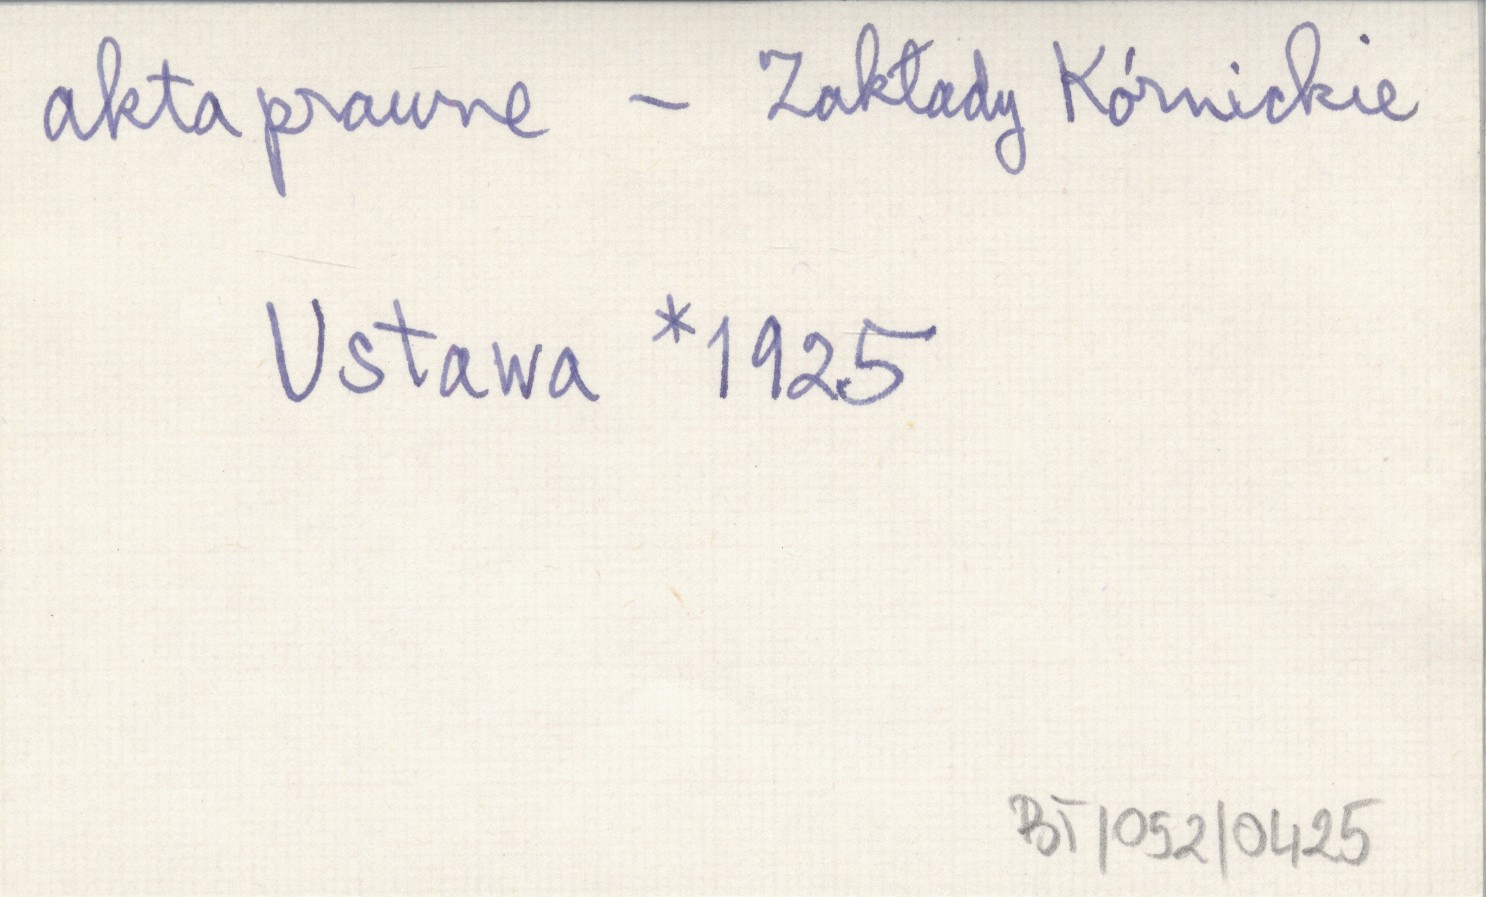 akta prawne - Zakłady Kórnickie
Ustawa *1925
BT/052/0425